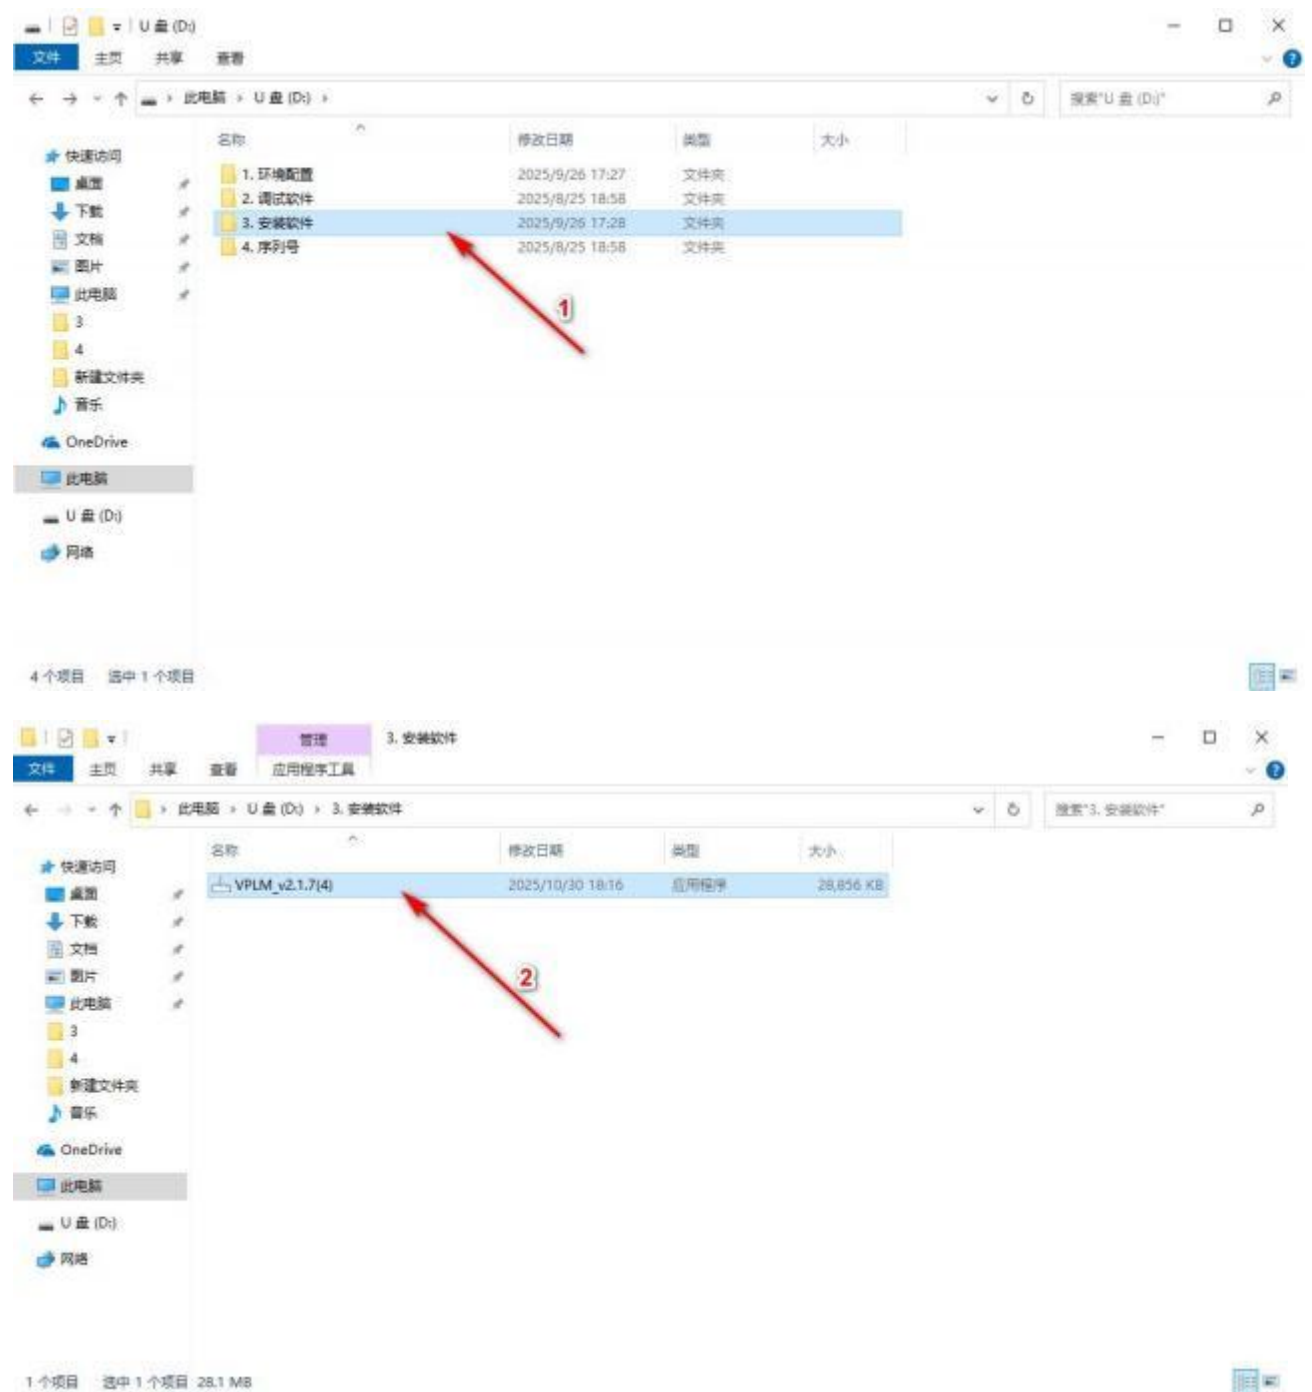 U 盘 (D:)
文件 主页 共享 查看
此电脑 › U 盘 (D:) › 搜索"U 盘 (D:)"
名称 修改日期 类型 大小
快速访问
桌面
下载
文档
图片
此电脑
3
4
新建文件夹
音乐
OneDrive
此电脑
U 盘 (D:)
网络
1. 环境配置 2025/9/26 17:27 文件夹
2. 调试软件 2025/8/25 18:58 文件夹
3. 安装软件 2025/9/26 17:28 文件夹
4. 序列号 2025/8/25 18:58 文件夹
1
4 个项目 选中 1 个项目
管理 3. 安装软件
文件 主页 共享 查看 应用程序工具
此电脑 › U 盘 (D:) › 3. 安装软件 搜索"3. 安装软件"
名称 修改日期 类型 大小
快速访问
桌面
下载
文档
图片
此电脑
3
4
新建文件夹
音乐
OneDrive
此电脑
U 盘 (D:)
网络
VPLM_v2.1.7(4) 2025/10/30 18:16 应用程序 28,856 KB
2
1 个项目 选中 1 个项目 28.1 MB